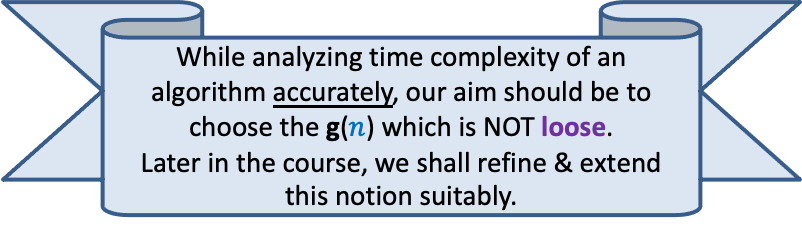 While analyzing time complexity of an
algorithm accurately, our aim should be to
choose the g(n) which is NOT loose.
Later in the course, we shall refine & extend
this notion suitably.